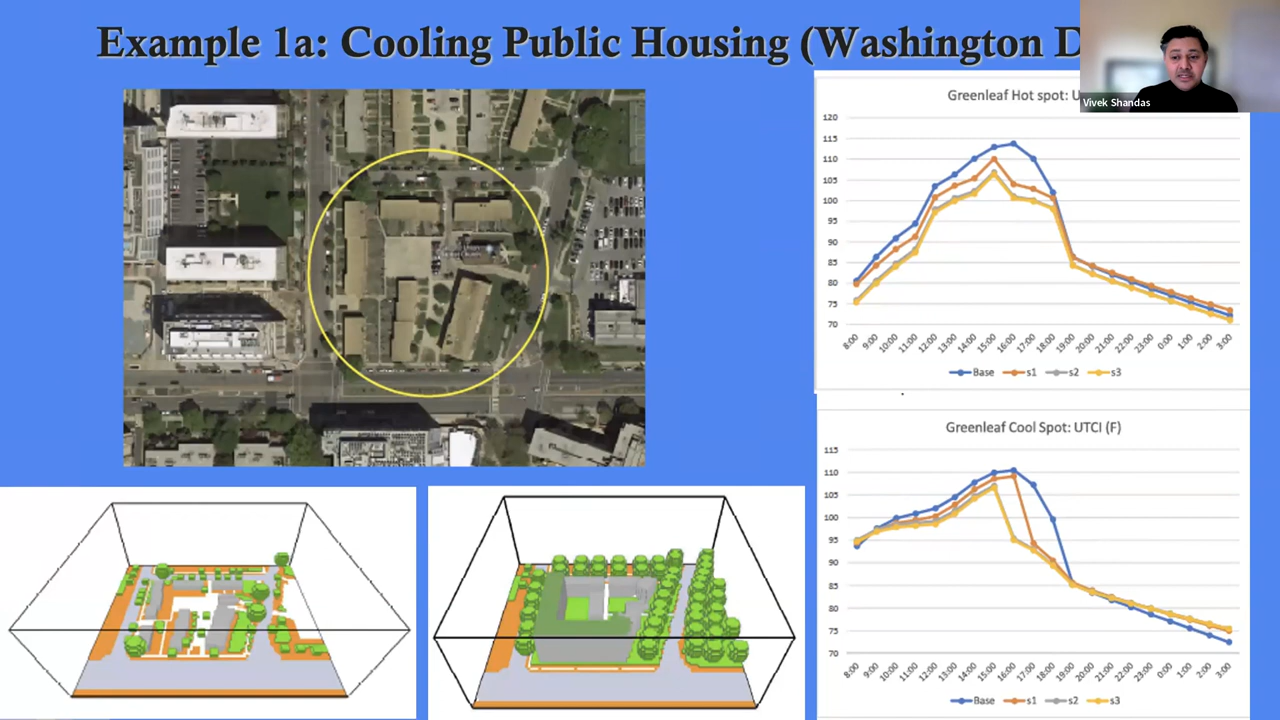 Example 1a: Cooling Public Housing (Washington D
Vivek Shandas
Greenleaf Hot spot: U
120
115
110
105
100
95
90
85
80
75
70
8:00 9:00 10:00 11:00 12:00 13:00 14:00 15:00 16:00 17:00 18:00 19:00 20:00 21:00 22:00 23:00 0:00 1:00 2:00 3:00
Base s1 s2 s3
Greenleaf Cool Spot: UTCI (F)
115
110
105
100
95
90
85
80
75
70
8:00 9:00 10:00 11:00 12:00 13:00 14:00 15:00 16:00 17:00 18:00 19:00 20:00 21:00 22:00 23:00 0:00 1:00 2:00 3:00
Base s1 s2 s3